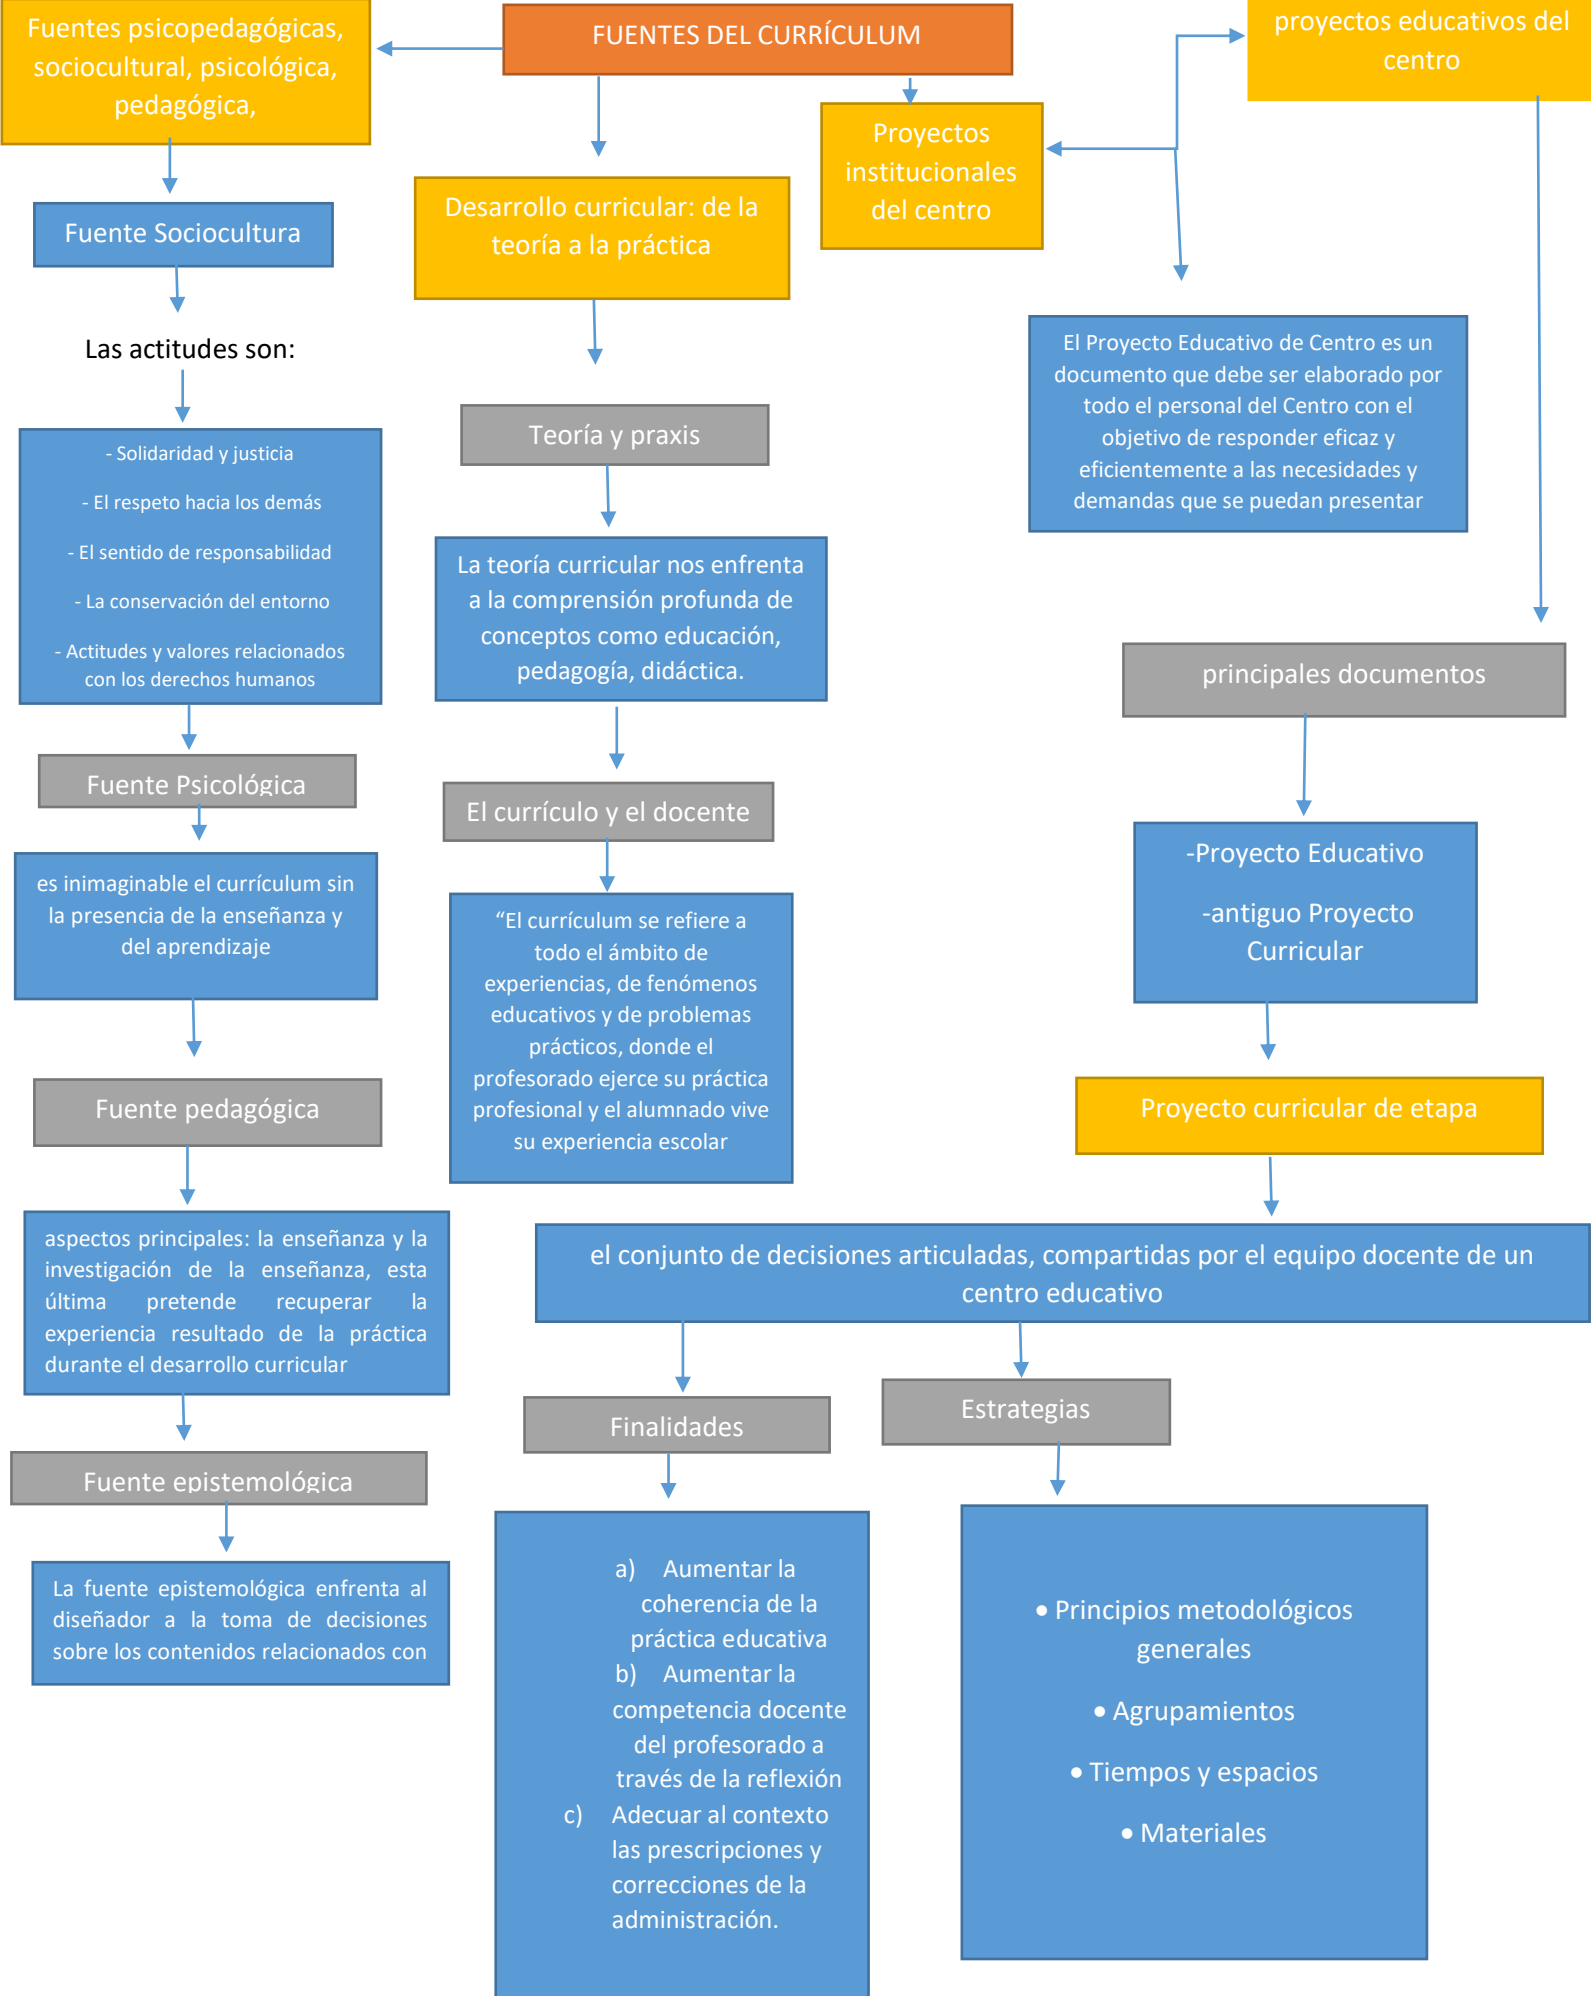 FUENTES DEL CURRÍCULUM
Fuentes psicopedagógicas,
sociocultural, psicológica,
pedagógica,
Fuente Sociocultura
Las actitudes son:
- Solidaridad y justicia
- El respeto hacia los demás
- El sentido de responsabilidad
- La conservación del entorno
- Actitudes y valores relacionados
con los derechos humanos
Fuente Psicológica
es inimaginable el currículum sin
la presencia de la enseñanza y
del aprendizaje
Fuente pedagógica
aspectos principales: la enseñanza y la
investigación de la enseñanza, esta
última pretende recuperar la
experiencia resultado de la práctica
durante el desarrollo curricular
Fuente epistemológica
La fuente epistemológica enfrenta al
diseñador a la toma de decisiones
sobre los contenidos relacionados con
Desarrollo curricular: de la
teoría a la práctica
Teoría y praxis
La teoría curricular nos enfrenta
a la comprensión profunda de
conceptos como educación,
pedagogía, didáctica.
El currículo y el docente
“El currículum se refiere a
todo el ámbito de
experiencias, de fenómenos
educativos y de problemas
prácticos, donde el
profesorado ejerce su práctica
profesional y el alumnado vive
su experiencia escolar
Proyectos
institucionales
del centro
proyectos educativos del
centro
El Proyecto Educativo de Centro es un
documento que debe ser elaborado por
todo el personal del Centro con el
objetivo de responder eficaz y
eficientemente a las necesidades y
demandas que se puedan presentar
principales documentos
-Proyecto Educativo
-antiguo Proyecto
Curricular
Proyecto curricular de etapa
el conjunto de decisiones articuladas, compartidas por el equipo docente de un
centro educativo
Finalidades
a) Aumentar la
coherencia de la
práctica educativa
b) Aumentar la
competencia docente
del profesorado a
través de la reflexión
c) Adecuar al contexto
las prescripciones y
correcciones de la
administración.
Estrategias
• Principios metodológicos
generales
• Agrupamientos
• Tiempos y espacios
• Materiales